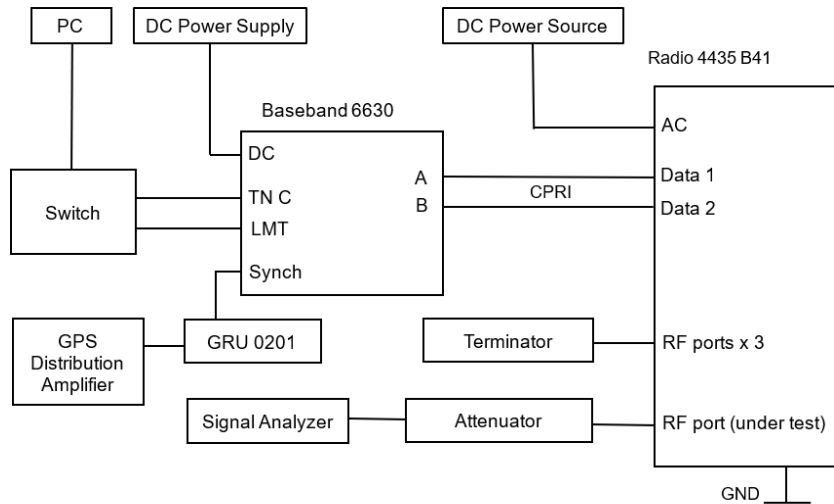 PC
DC Power Supply
DC Power Source
Radio 4435 B41
Baseband 6630
DC
AC
A
Data 1
TN C
CPRI
Switch
B
Data 2
LMT
Synch
GPS
Distribution
Amplifier
GRU 0201
Terminator
RF ports x 3
Signal Analyzer
Attenuator
RF port (under test)
GND